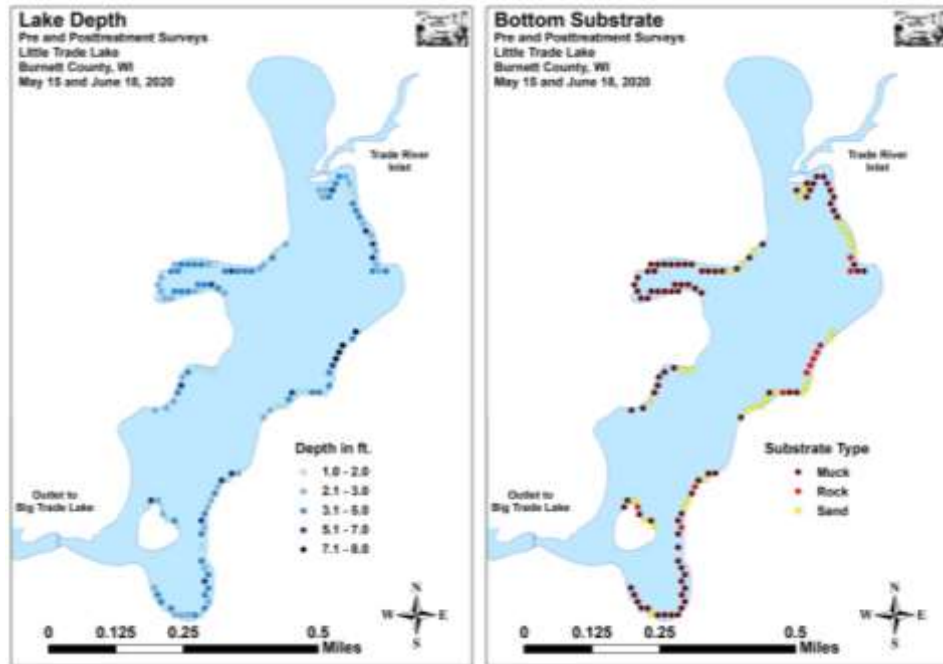 Lake Depth
Pre and Posttreatment Surveys
Little Trade Lake
Burnett County, WI
May 15 and June 18, 2020
Trade River
Inlet
Depth in ft.
1.0 - 2.0
2.1 - 3.0
3.1 - 5.0
5.1 - 7.0
7.1 - 8.0
Outlet to
Big Trade Lake
N
W E
S
0 0.125 0.25 0.5
Miles
Bottom Substrate
Pre and Posttreatment Surveys
Little Trade Lake
Burnett County, WI
May 15 and June 18, 2020
Trade River
Inlet
Substrate Type
Muck
Rock
Sand
Outlet to
Big Trade Lake
N
W E
S
0 0.125 0.25 0.5
Miles